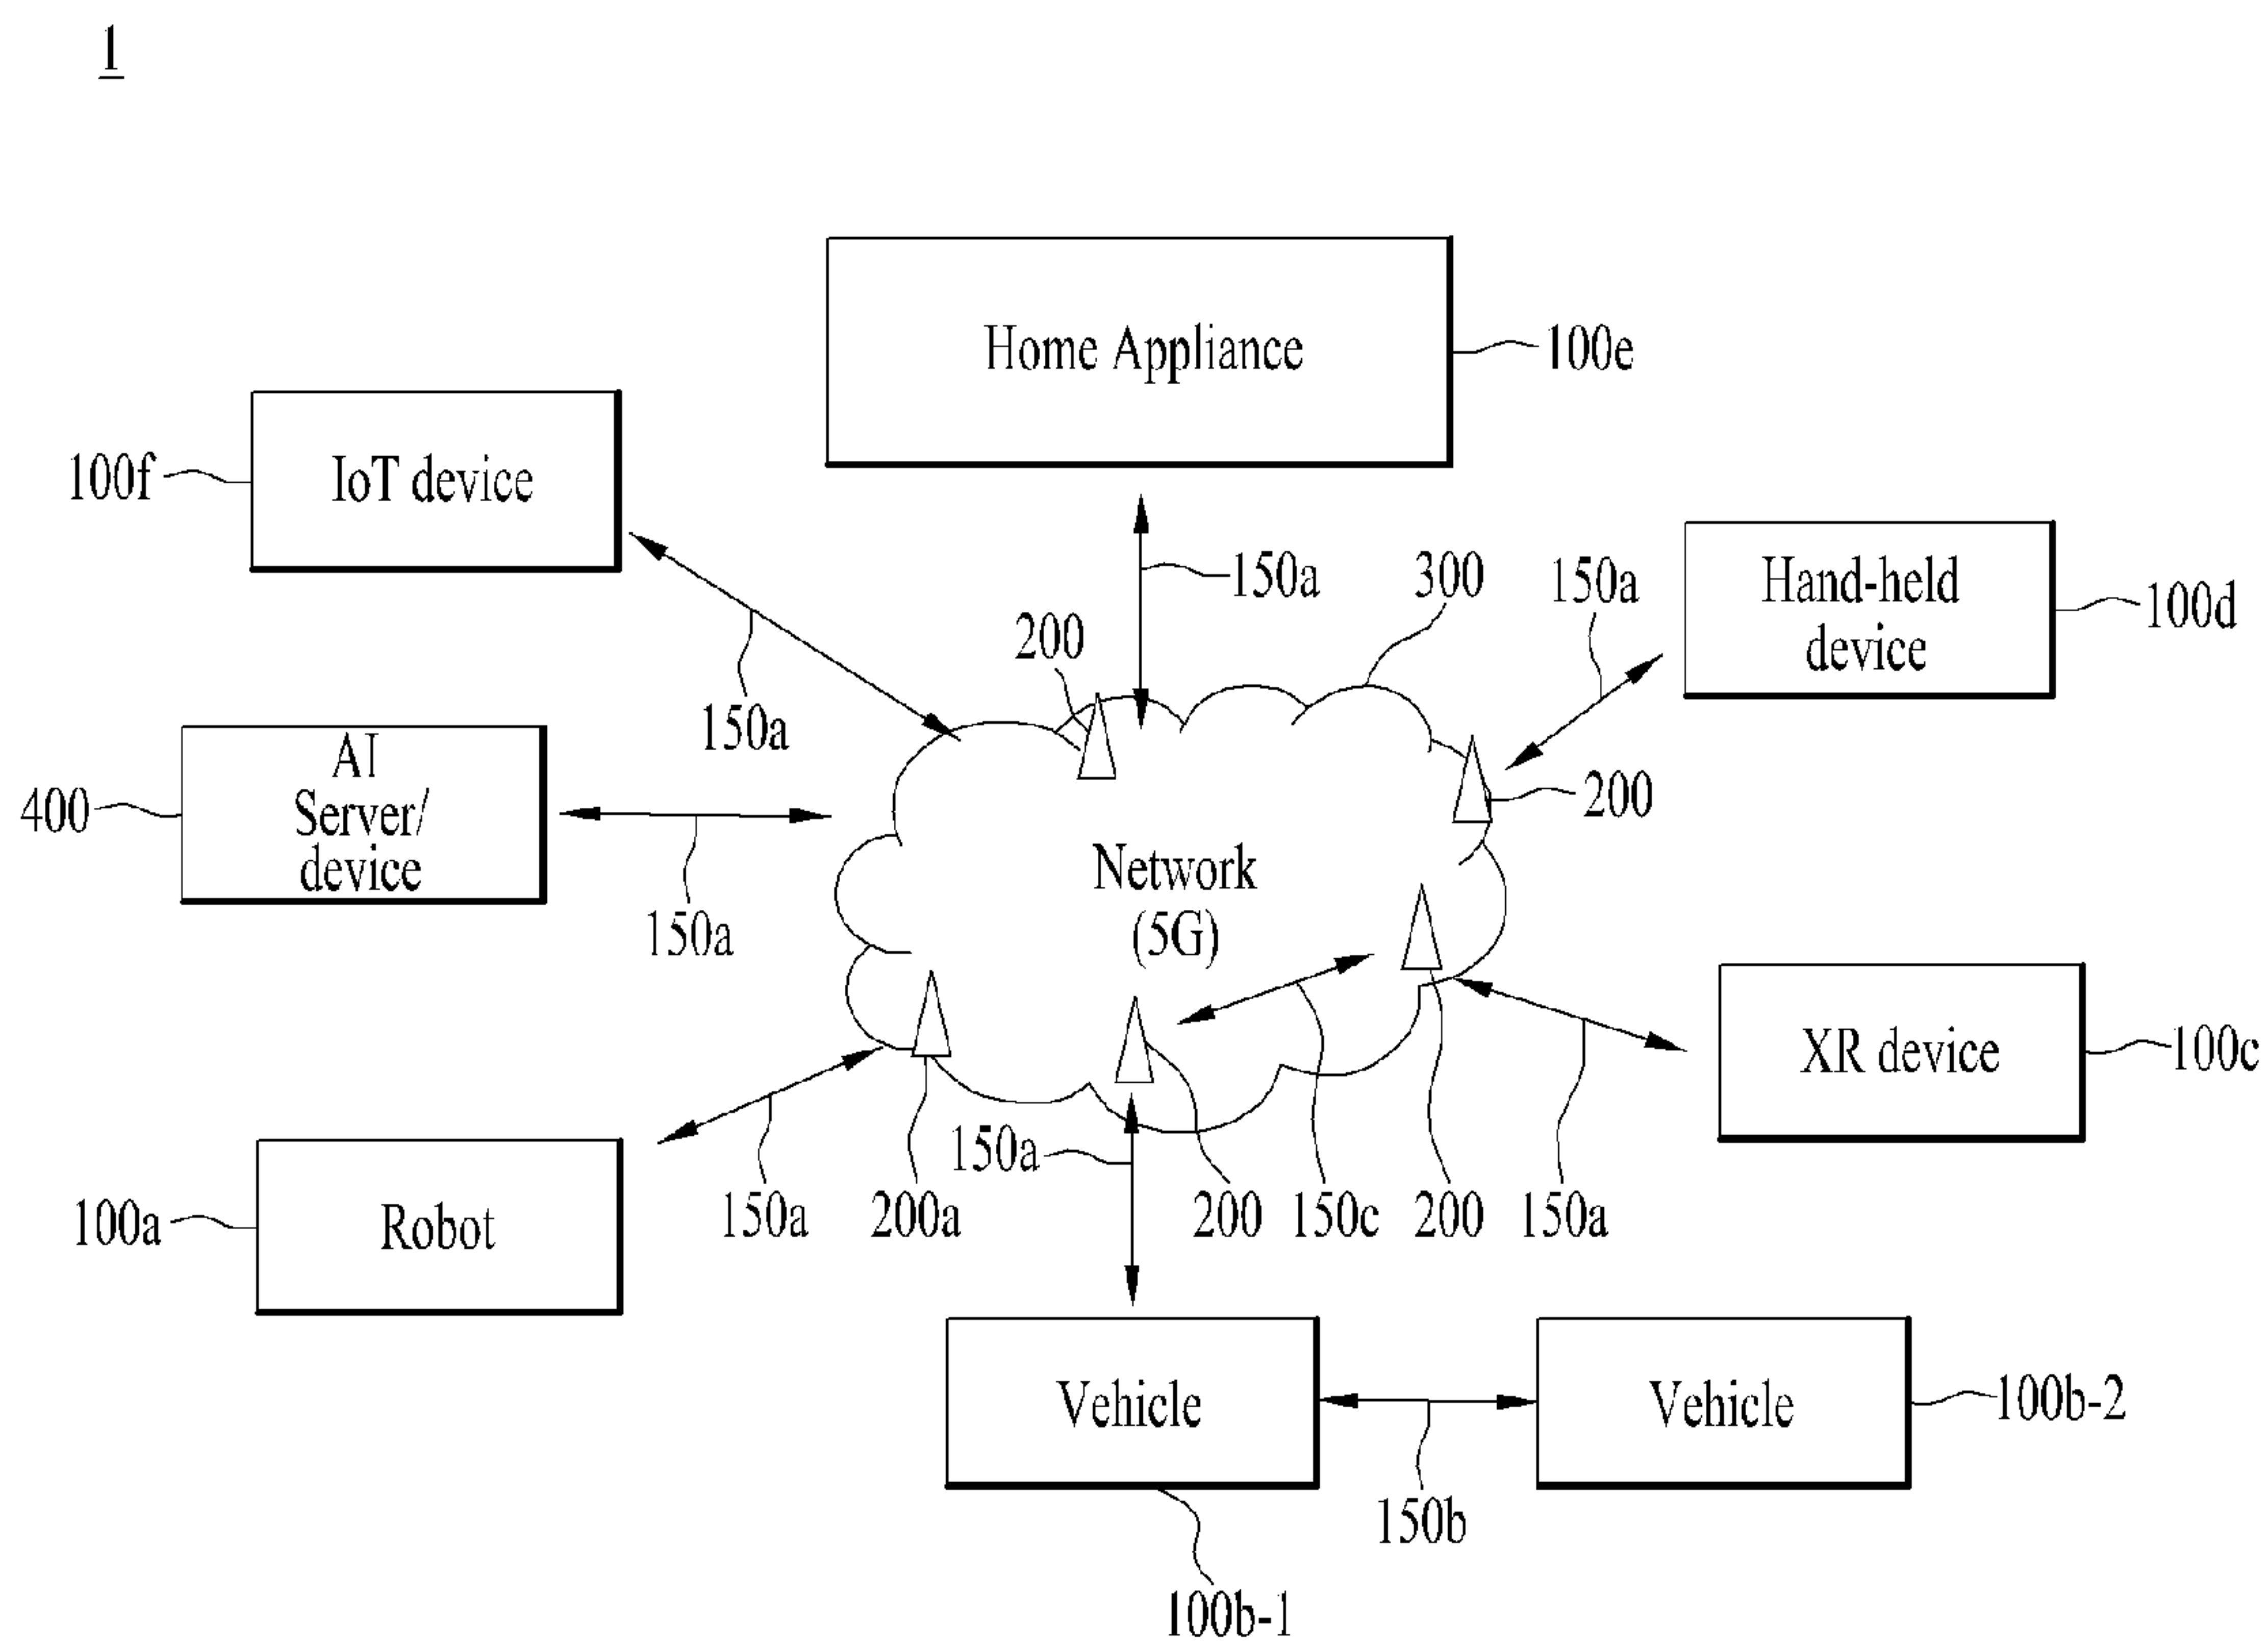 1
Home Appliance
100e
IoT device
100f
150a
300
150a
Hand-held
device
100d
200
150a
AI
Server/
device
400
200
Network
(5G)
150a
XR device
100c
150a
Robot
100a
150a
200a
200
150c
200
150a
Vehicle
Vehicle
100b-2
150b
100b-1